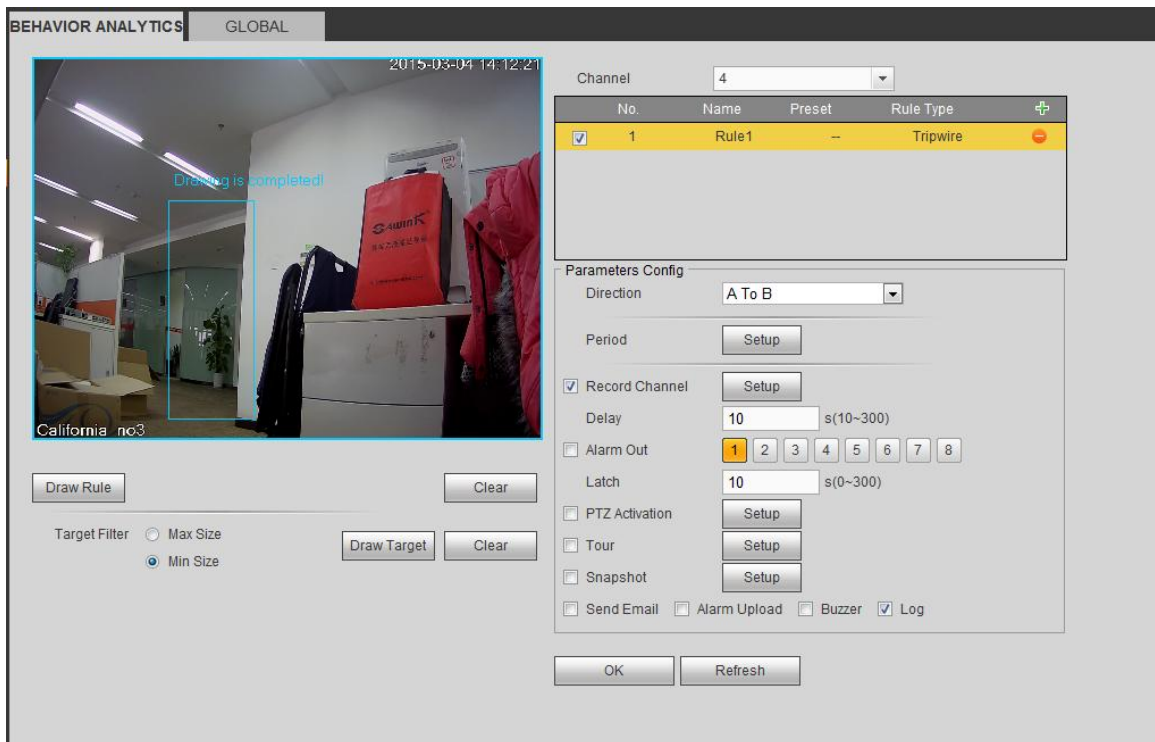 BEHAVIOR ANALYTICS GLOBAL
2015-03-04 14:12:21
Drawing is completed!
SAWINK
California no3
Draw Rule Clear
Target Filter Max Size
Min Size
Draw Target Clear
Channel 4
No. Name Preset Rule Type
1 Rule1 -- Tripwire
Parameters Config
Direction A To B
Period Setup
Record Channel Setup
Delay 10 s(10~300)
Alarm Out 1 2 3 4 5 6 7 8
Latch 10 s(0~300)
PTZ Activation Setup
Tour Setup
Snapshot Setup
Send Email Alarm Upload Buzzer Log
OK Refresh